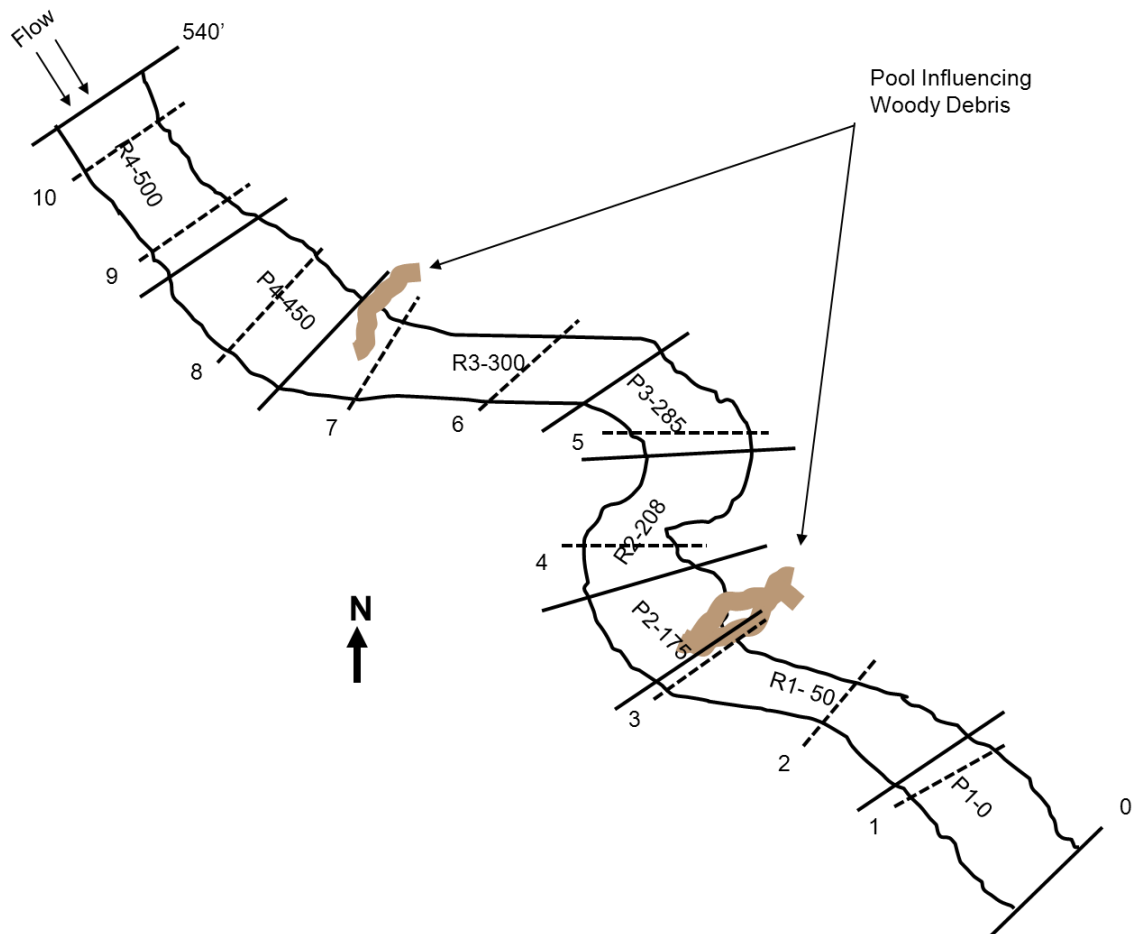 Flow
540’
Pool Influencing
Woody Debris
R4-500
10
9
P4-450
8
R3-300
7
6
P3-285
5
R2-208
4
N
P2-175
3
R1- 50
2
P1-0
1
0